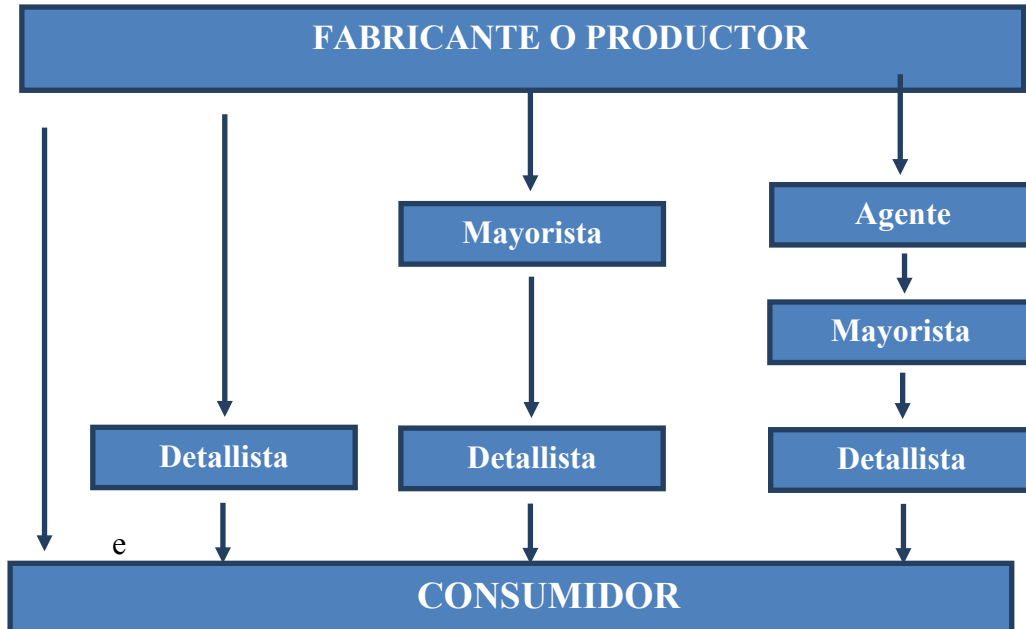 FABRICANTE O PRODUCTOR
Agente
Mayorista
Mayorista
Detallista
Detallista
Detallista
e
CONSUMIDOR